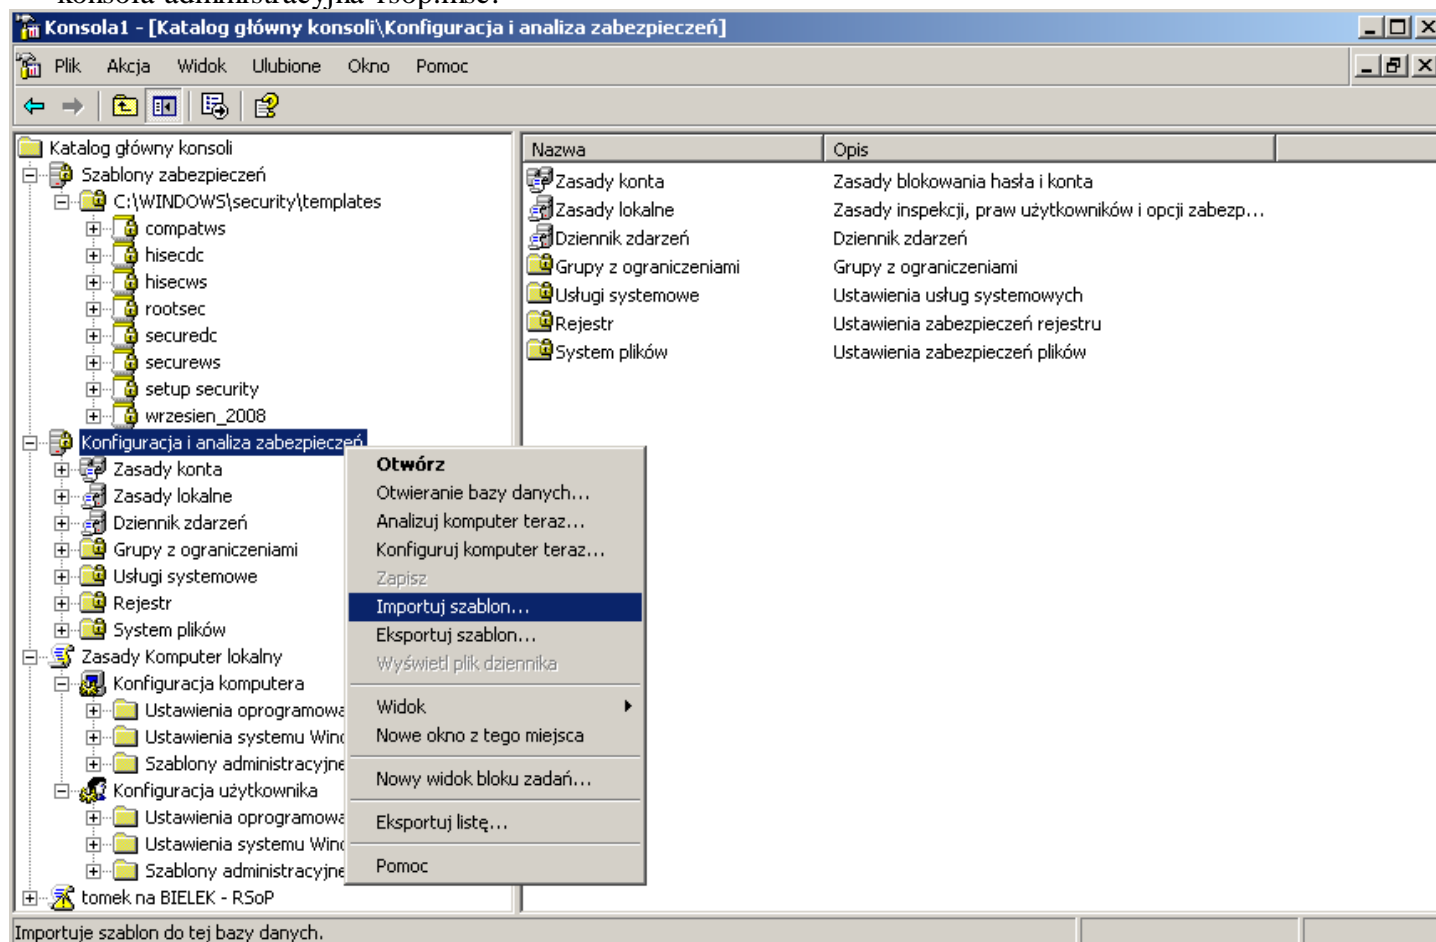 konsola administracyjna rsop.msc.
Konsola1 - [Katalog główny konsoli\Konfiguracja i analiza zabezpieczeń]
Plik Akcja Widok Ulubione Okno Pomoc
Katalog główny konsoli
Szablony zabezpieczeń
C:\WINDOWS\security\templates
compatws
hisecdc
hisecws
rootsec
securedc
securews
setup security
wrzesien_2008
Konfiguracja i analiza zabezpieczeń
Zasady konta
Zasady lokalne
Dziennik zdarzeń
Grupy z ograniczeniami
Usługi systemowe
Rejestr
System plików
Zasady Komputer lokalny
Konfiguracja komputera
Ustawienia oprogramowa
Ustawienia systemu Wind
Szablony administracyjne
Konfiguracja użytkownika
Ustawienia oprogramowa
Ustawienia systemu Wind
Szablony administracyjne
tomek na BIELEK - RSoP
Nazwa Opis
Zasady konta Zasady blokowania hasła i konta
Zasady lokalne Zasady inspekcji, praw użytkowników i opcji zabezp...
Dziennik zdarzeń Dziennik zdarzeń
Grupy z ograniczeniami Grupy z ograniczeniami
Usługi systemowe Ustawienia usług systemowych
Rejestr Ustawienia zabezpieczeń rejestru
System plików Ustawienia zabezpieczeń plików
Otwórz
Otwieranie bazy danych...
Analizuj komputer teraz...
Konfiguruj komputer teraz...
Zapisz
Importuj szablon...
Eksportuj szablon...
Wyświetl plik dziennika
Widok
Nowe okno z tego miejsca
Nowy widok bloku zadań...
Eksportuj listę...
Pomoc
Importuje szablon do tej bazy danych.